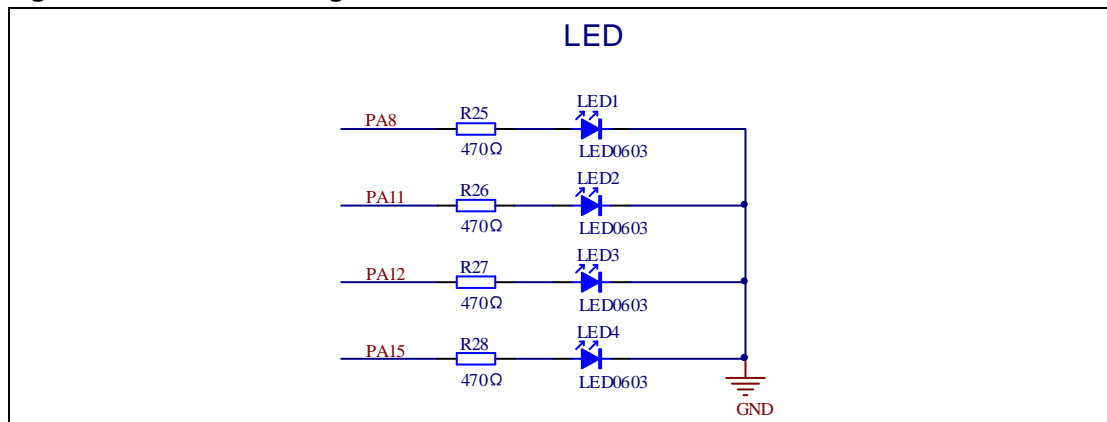 LED
LED1
PA8 R25
470Ω LED0603
LED2
PA11 R26
470Ω LED0603
LED3
PA12 R27
470Ω LED0603
LED4
PA15 R28
470Ω LED0603
GND